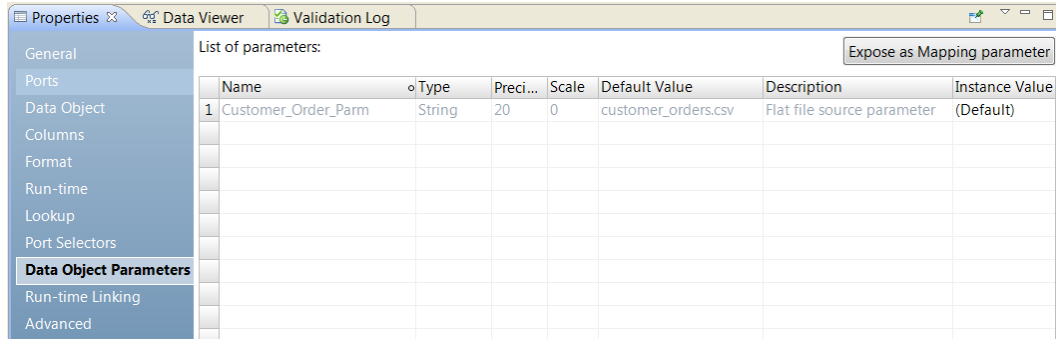 Properties Data Viewer Validation Log
General
Ports
Data Object
Columns
Format
Run-time
Lookup
Port Selectors
Data Object Parameters
Run-time Linking
Advanced
List of parameters:
Expose as Mapping parameter
Name Type Preci... Scale Default Value Description Instance Value
1 Customer_Order_Parm String 20 0 customer_orders.csv Flat file source parameter (Default)